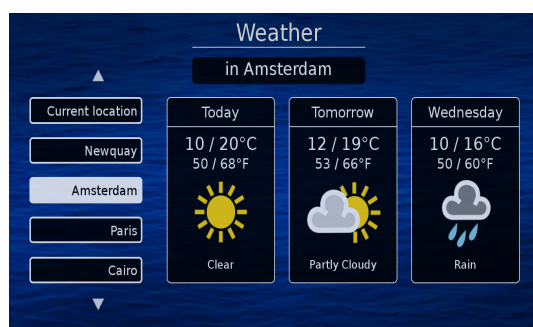 Weather
in Amsterdam
Current location
Newquay
Amsterdam
Paris
Cairo
Today
10 / 20°C
50 / 68°F
Clear
Tomorrow
12 / 19°C
53 / 66°F
Partly Cloudy
Wednesday
10 / 16°C
50 / 60°F
Rain